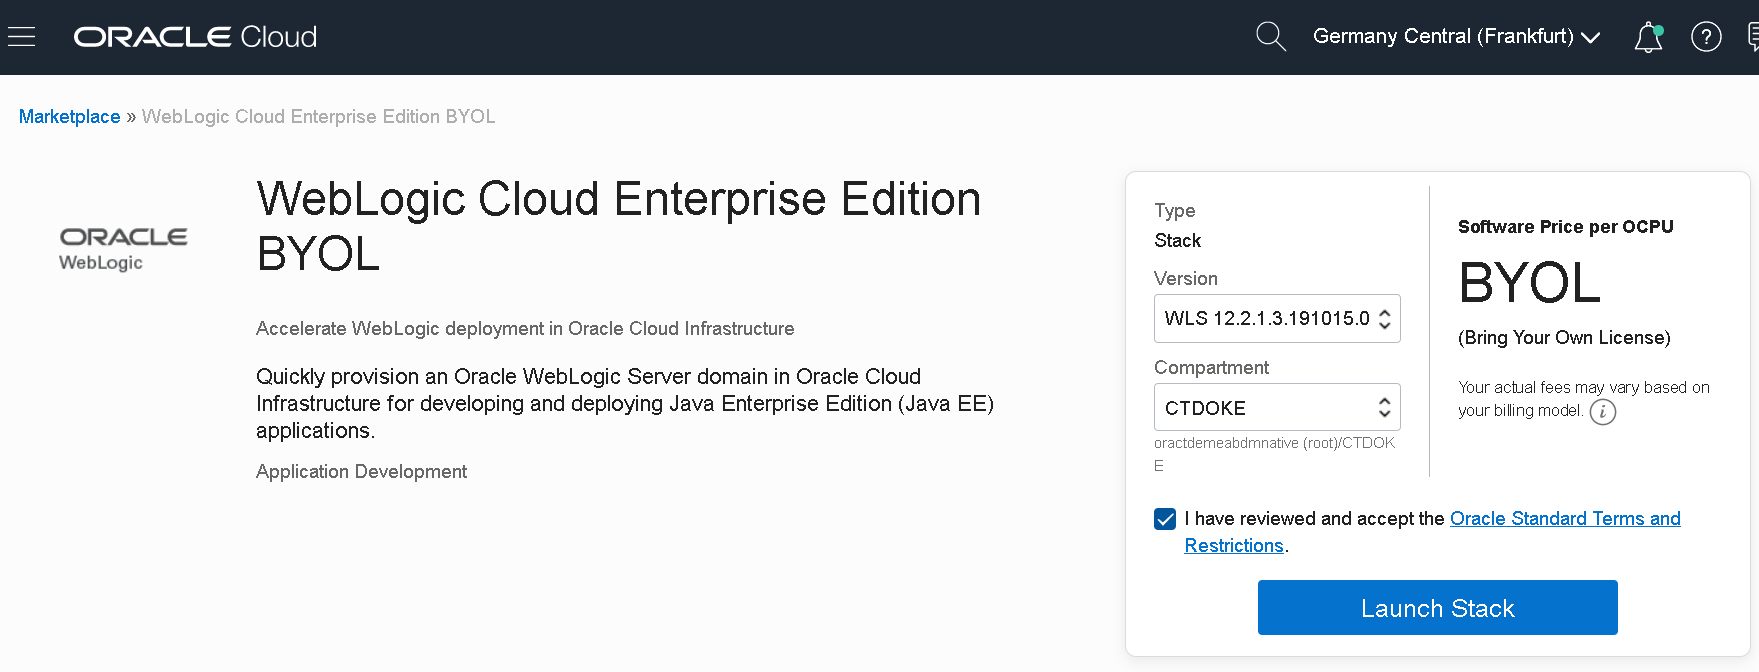 ORACLE Cloud
Germany Central (Frankfurt)
?
Marketplace » WebLogic Cloud Enterprise Edition BYOL
ORACLE
WebLogic
WebLogic Cloud Enterprise Edition
BYOL
Accelerate WebLogic deployment in Oracle Cloud Infrastructure
Quickly provision an Oracle WebLogic Server domain in Oracle Cloud
Infrastructure for developing and deploying Java Enterprise Edition (Java EE)
applications.
Application Development
Type
Stack
Version
WLS 12.2.1.3.191015.0
Compartment
CTDOKE
oractdemeabdmnative (root)/CTDOK
E
Software Price per OCPU
BYOL
(Bring Your Own License)
Your actual fees may vary based on
your billing model. i
I have reviewed and accept the Oracle Standard Terms and
Restrictions.
Launch Stack